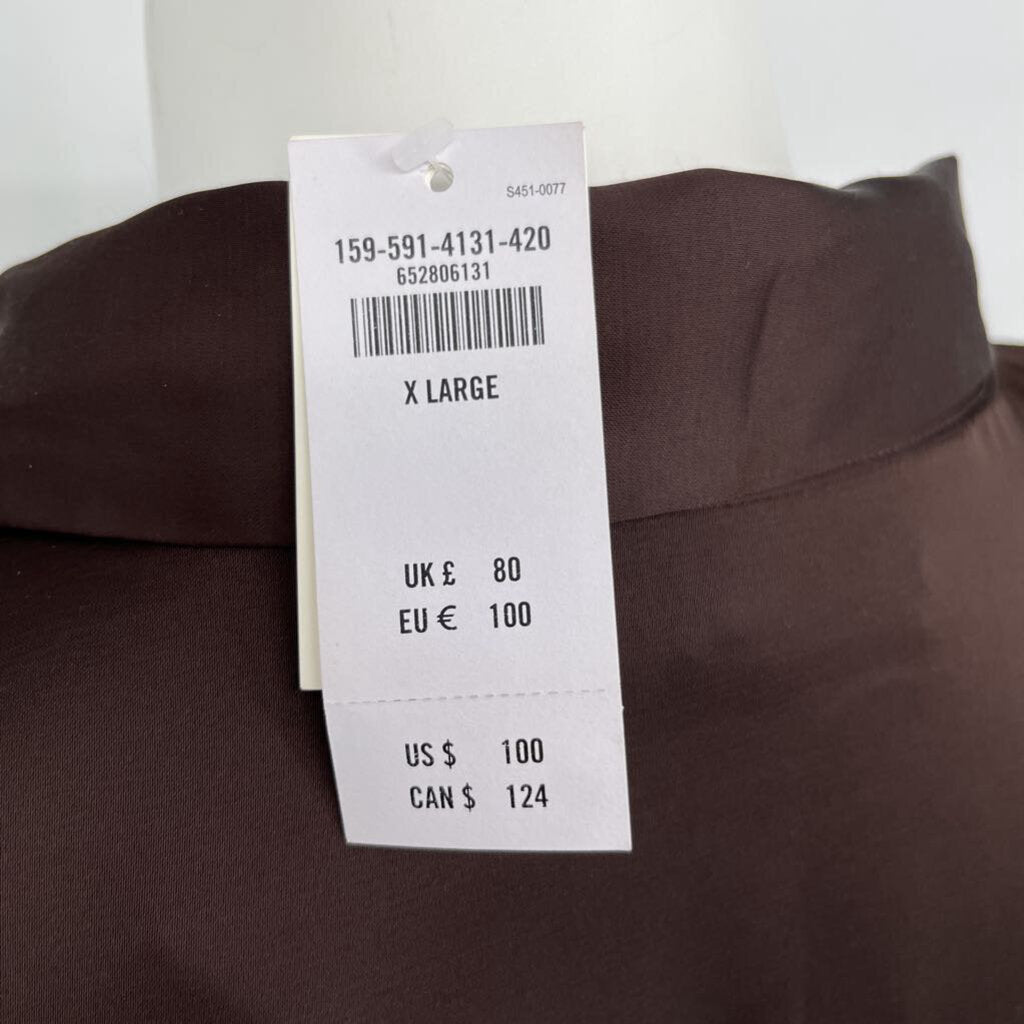 S451-0077
159-591-4131-420
652806131
X LARGE
UK £ 80
EU € 100
US $ 100
CAN $ 124